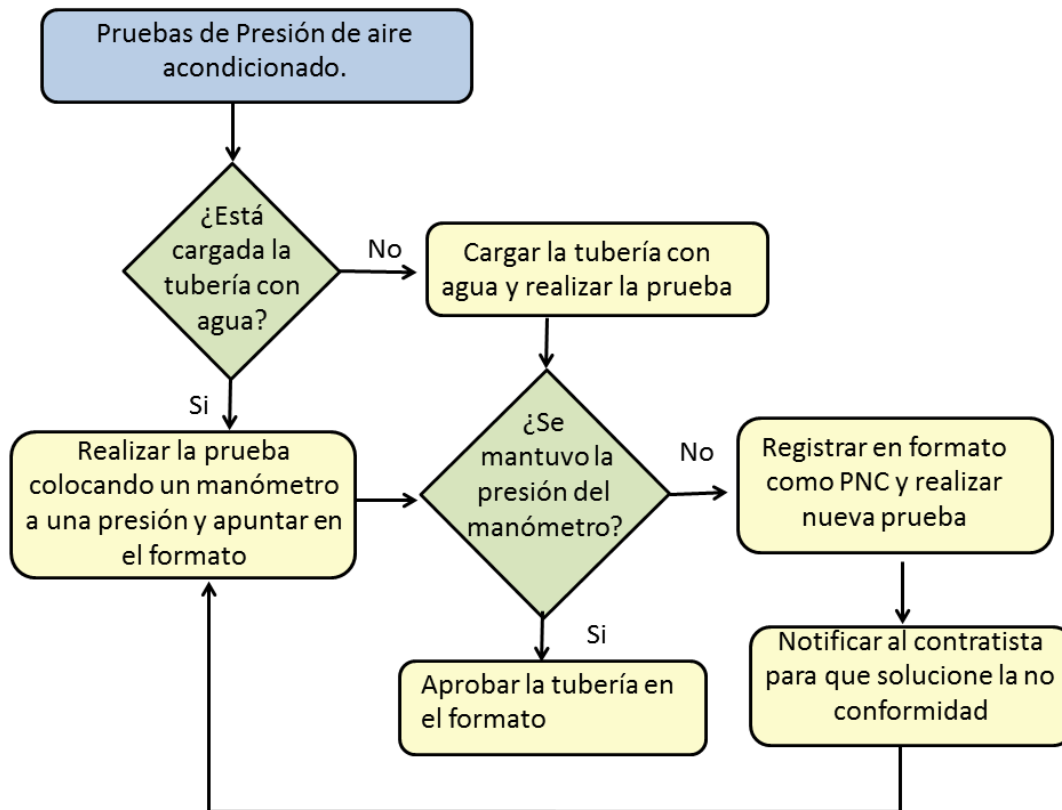 Pruebas de Presión de aire
acondicionado.
¿Está
cargada la
tubería con
agua?
No
Cargar la tubería con
agua y realizar la prueba
Si
Realizar la prueba
colocando un manómetro
a una presión y apuntar en
el formato
¿Se
mantuvo la
presión del
manómetro?
No
Registrar en formato
como PNC y realizar
nueva prueba
Si
Aprobar la tubería en
el formato
Notificar al contratista
para que solucione la no
conformidad